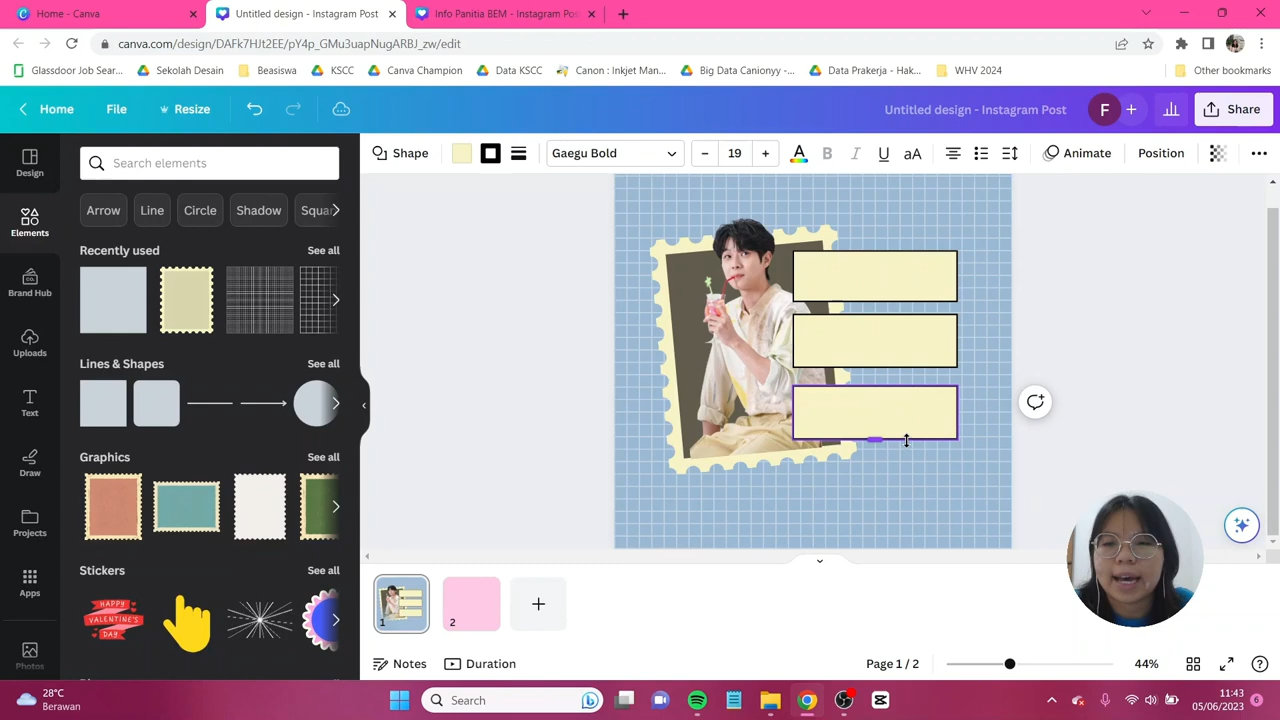 Home - Canva
Untitled design - Instagram Post
Info Panitia BEM - Instagram Pos
canva.com/design/DAFk7HJt2EE/pY4p_GMu3uapNugARBJ_zw/edit
Glassdoor Job Sear...
Sekolah Desain
Beasiswa
KSCC
Canva Champion
Data KSCC
Canon : Inkjet Man...
Big Data Canionyy -...
Data Prakerja - Hak...
WHV 2024
Other bookmarks
Home
File
Resize
Untitled design - Instagram Post
F
Share
Design
Elements
Brand Hub
Uploads
Text
Draw
Projects
Apps
Photos
Search elements
Arrow
Line
Circle
Shadow
Squar
Recently used
See all
Lines & Shapes
See all
Graphics
See all
Stickers
See all
HAPPY
VALENTINE'S
DAY
Shape
Gaegu Bold
19
A
B
I
U
aA
Animate
Position
1
2
Notes
Duration
Page 1 / 2
44%
28°C
Berawan
Search
11:43
05/06/2023
6